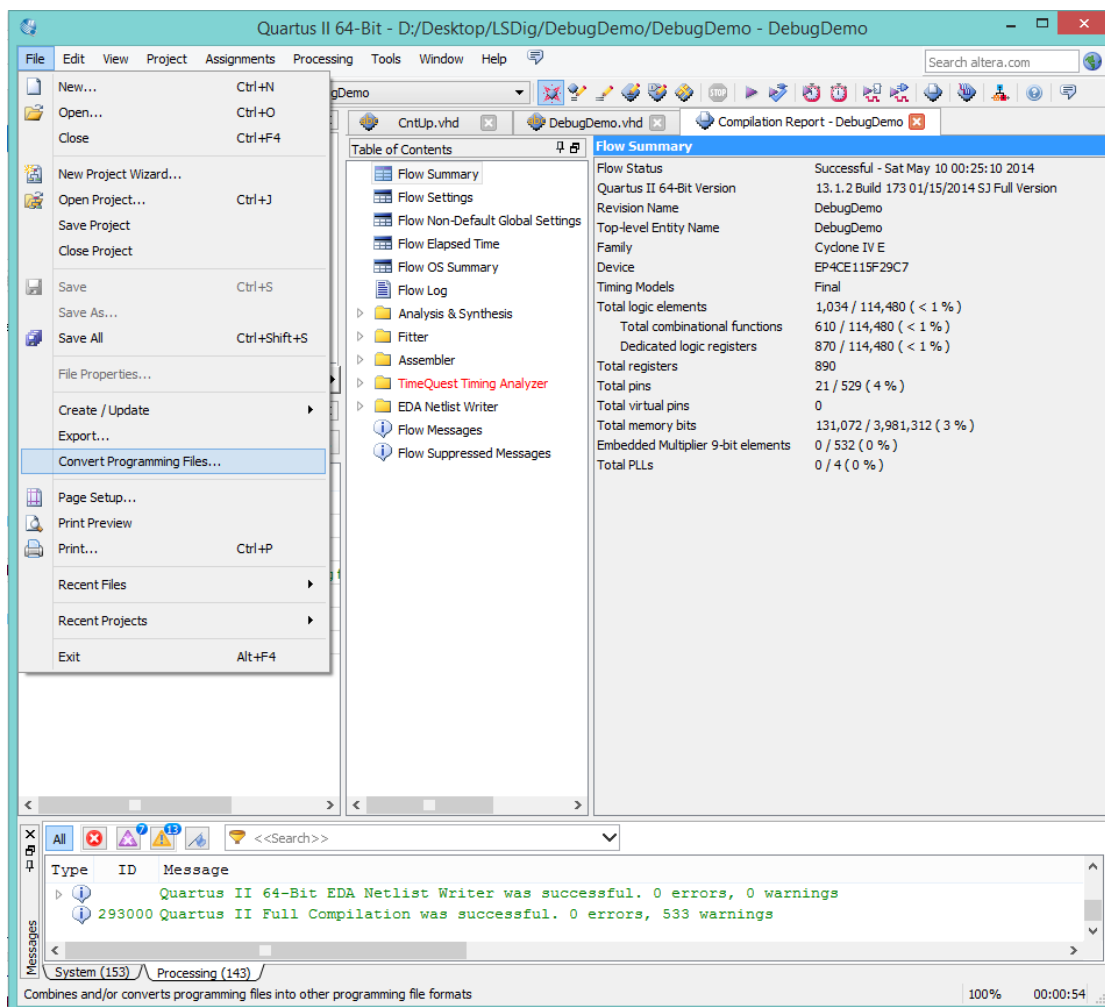 Quartus II 64-Bit - D:/Desktop/LSDig/DebugDemo/DebugDemo - DebugDemo
File Edit View Project Assignments Processing Tools Window Help
Search altera.com
New... Ctrl+N
Open... Ctrl+O
Close Ctrl+F4
New Project Wizard...
Open Project... Ctrl+J
Save Project
Close Project
Save Ctrl+S
Save As...
Save All Ctrl+Shift+S
File Properties...
Create / Update
Export...
Convert Programming Files...
Page Setup...
Print Preview
Print... Ctrl+P
Recent Files
Recent Projects
Exit Alt+F4
STOP
CntUp.vhd DebugDemo.vhd Compilation Report - DebugDemo
Table of Contents
Flow Summary
Flow Settings
Flow Non-Default Global Settings
Flow Elapsed Time
Flow OS Summary
Flow Log
Analysis & Synthesis
Fitter
Assembler
TimeQuest Timing Analyzer
EDA Netlist Writer
Flow Messages
Flow Suppressed Messages
Flow Summary
Flow Status Successful - Sat May 10 00:25:10 2014
Quartus II 64-Bit Version 13.1.2 Build 173 01/15/2014 SJ Full Version
Revision Name DebugDemo
Top-level Entity Name DebugDemo
Family Cyclone IV E
Device EP4CE115F29C7
Timing Models Final
Total logic elements 1,034 / 114,480 ( < 1 % )
Total combinational functions 610 / 114,480 ( < 1 % )
Dedicated logic registers 870 / 114,480 ( < 1 % )
Total registers 890
Total pins 21 / 529 ( 4 % )
Total virtual pins 0
Total memory bits 131,072 / 3,981,312 ( 3 % )
Embedded Multiplier 9-bit elements 0 / 532 ( 0 % )
Total PLLs 0 / 4 ( 0 % )
All 7 13 <<Search>>
Type ID Message
Quartus II 64-Bit EDA Netlist Writer was successful. 0 errors, 0 warnings
293000 Quartus II Full Compilation was successful. 0 errors, 533 warnings
Messages
System (153) Processing (143)
Combines and/or converts programming files into other programming file formats 100% 00:00:54